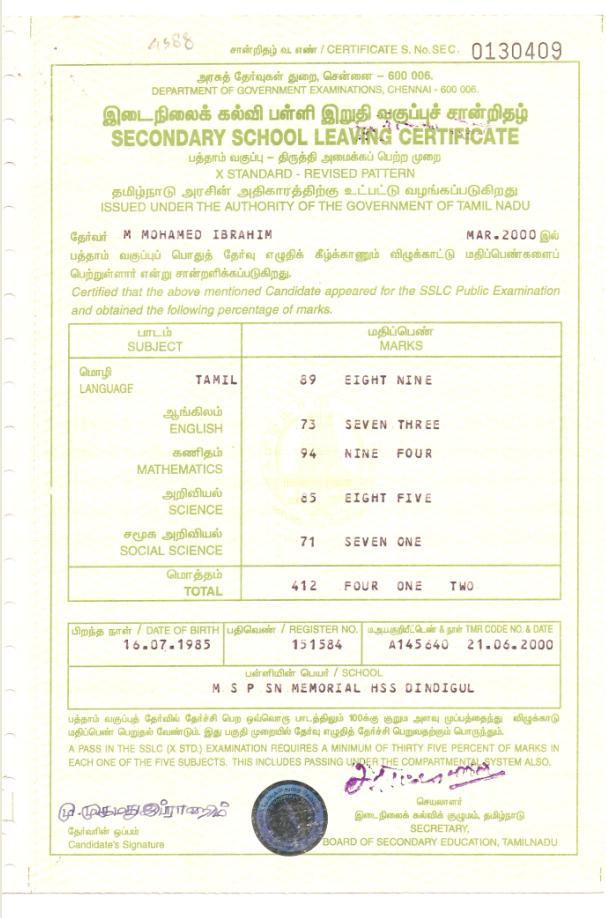 4388
சான்றிதழ் வ. எண் / CERTIFICATE S. No. SEC. 0130409
அரசுத் தேர்வுகள் துறை, சென்னை – 600 006.
DEPARTMENT OF GOVERNMENT EXAMINATIONS, CHENNAI - 600 006.
இடைநிலைக் கல்வி பள்ளி இறுதி வகுப்புச் சான்றிதழ்
SECONDARY SCHOOL LEAVING CERTIFICATE
பத்தாம் வகுப்பு – திருத்தி அமைக்கப் பெற்ற முறை
X STANDARD - REVISED PATTERN
தமிழ்நாடு அரசின் அதிகாரத்திற்கு உட்பட்டு வழங்கப்படுகிறது
ISSUED UNDER THE AUTHORITY OF THE GOVERNMENT OF TAMIL NADU
தேர்வர் M MOHAMED IBRAHIM MAR.2000 இல்
பத்தாம் வகுப்புப் பொதுத் தேர்வு எழுதிக் கீழ்க்காணும் விழுக்காட்டு மதிப்பெண்களைப்
பெற்றுள்ளார் என்று சான்றளிக்கப்படுகிறது.
Certified that the above mentioned Candidate appeared for the SSLC Public Examination
and obtained the following percentage of marks.
பாடம் மதிப்பெண்
SUBJECT MARKS
மொழி
LANGUAGE TAMIL 89 EIGHT NINE
ஆங்கிலம்
ENGLISH 73 SEVEN THREE
கணிதம்
MATHEMATICS 94 NINE FOUR
அறிவியல்
SCIENCE 85 EIGHT FIVE
சமூக அறிவியல்
SOCIAL SCIENCE 71 SEVEN ONE
மொத்தம்
TOTAL 412 FOUR ONE TWO
பிறந்த நாள் / DATE OF BIRTH பதிவெண் / REGISTER NO. ம.அ.ப.குறியீட்டெண் & நாள் TMR CODE NO. & DATE
16.07.1985 151584 A145640 21.06.2000
பள்ளியின் பெயர் / SCHOOL
M S P SN MEMORIAL HSS DINDIGUL
பத்தாம் வகுப்புத் தேர்வில் தேர்ச்சி பெற ஒவ்வொரு பாடத்திலும் 100க்கு குறும அளவு முப்பத்தைந்து விழுக்காடு
மதிப்பெண் பெறுதல் வேண்டும். இது பகுதி முறையில் தேர்வு எழுதித் தேர்ச்சி பெறுவதற்கும் பொருந்தும்.
A PASS IN THE SSLC (X STD.) EXAMINATION REQUIRES A MINIMUM OF THIRTY FIVE PERCENT OF MARKS IN
EACH ONE OF THE FIVE SUBJECTS. THIS INCLUDES PASSING UNDER THE COMPARTMENTAL SYSTEM ALSO.
மு.முகமது இப்ராஹிம்
தேர்வரின் ஒப்பம்
Candidate's Signature
செயலாளர்
இடைநிலைக் கல்விக் குழுமம், தமிழ்நாடு
SECRETARY,
BOARD OF SECONDARY EDUCATION, TAMILNADU